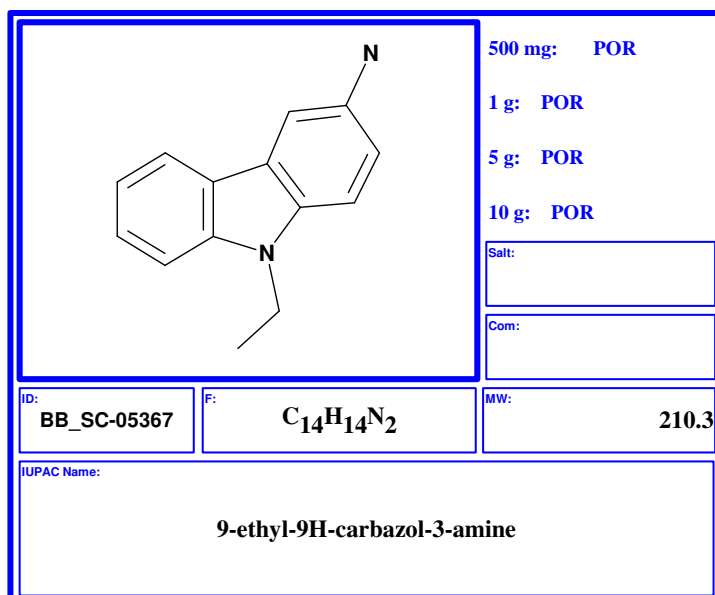 N
N
500 mg: POR
1 g: POR
5 g: POR
10 g: POR
Salt:
Com:
ID:
BB_SC-05367
F:
C14H14N2
MW:
210.3
IUPAC Name:
9-ethyl-9H-carbazol-3-amine